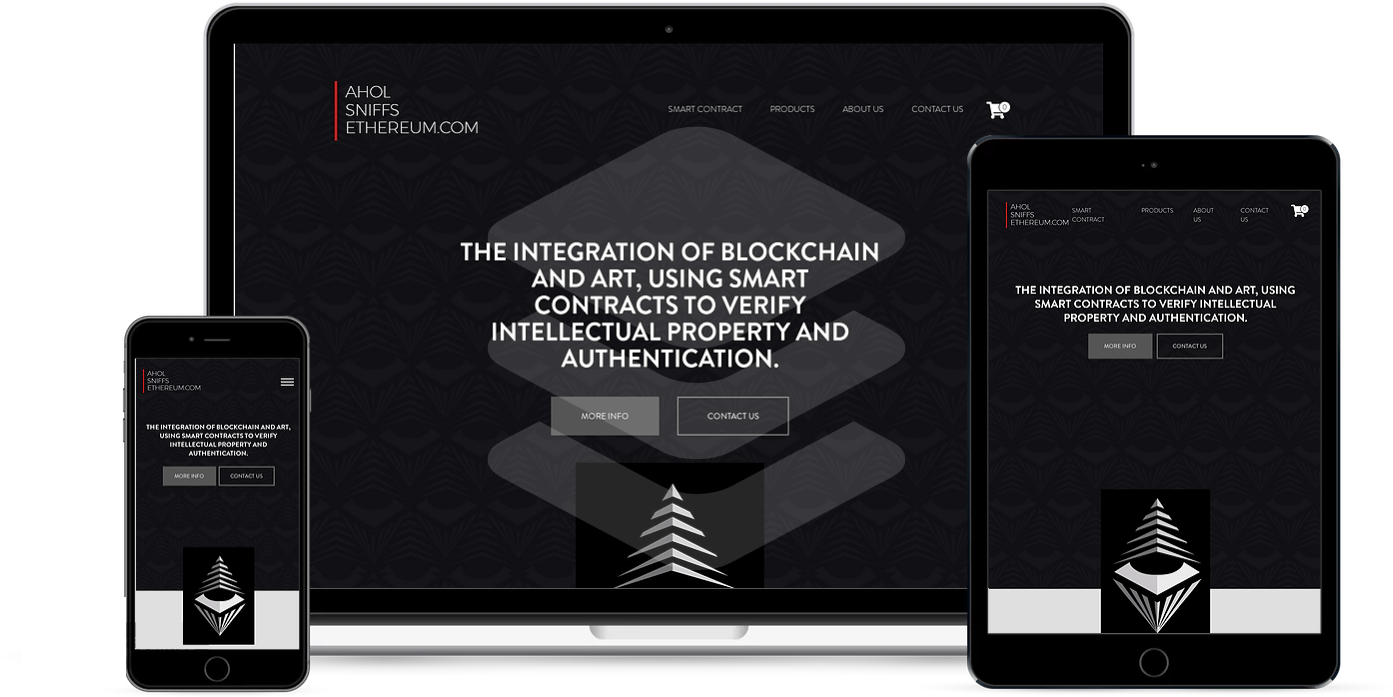 AHOL
SNIFFS
ETHEREUM.COM
SMART CONTRACT
PRODUCTS
ABOUT US
CONTACT US
0
THE INTEGRATION OF BLOCKCHAIN
AND ART, USING SMART
CONTRACTS TO VERIFY
INTELLECTUAL PROPERTY AND
AUTHENTICATION.
MORE INFO
CONTACT US
AHOL
SNIFFS
ETHEREUM.COM
THE INTEGRATION OF BLOCKCHAIN AND ART,
USING SMART CONTRACTS TO VERIFY
INTELLECTUAL PROPERTY AND
AUTHENTICATION.
MORE INFO
CONTACT US
AHOL
SNIFFS
ETHEREUM.COM
SMART
CONTRACT
PRODUCTS
ABOUT
US
CONTACT
US
0
THE INTEGRATION OF BLOCKCHAIN AND ART, USING
SMART CONTRACTS TO VERIFY INTELLECTUAL
PROPERTY AND AUTHENTICATION.
MORE INFO
CONTACT US